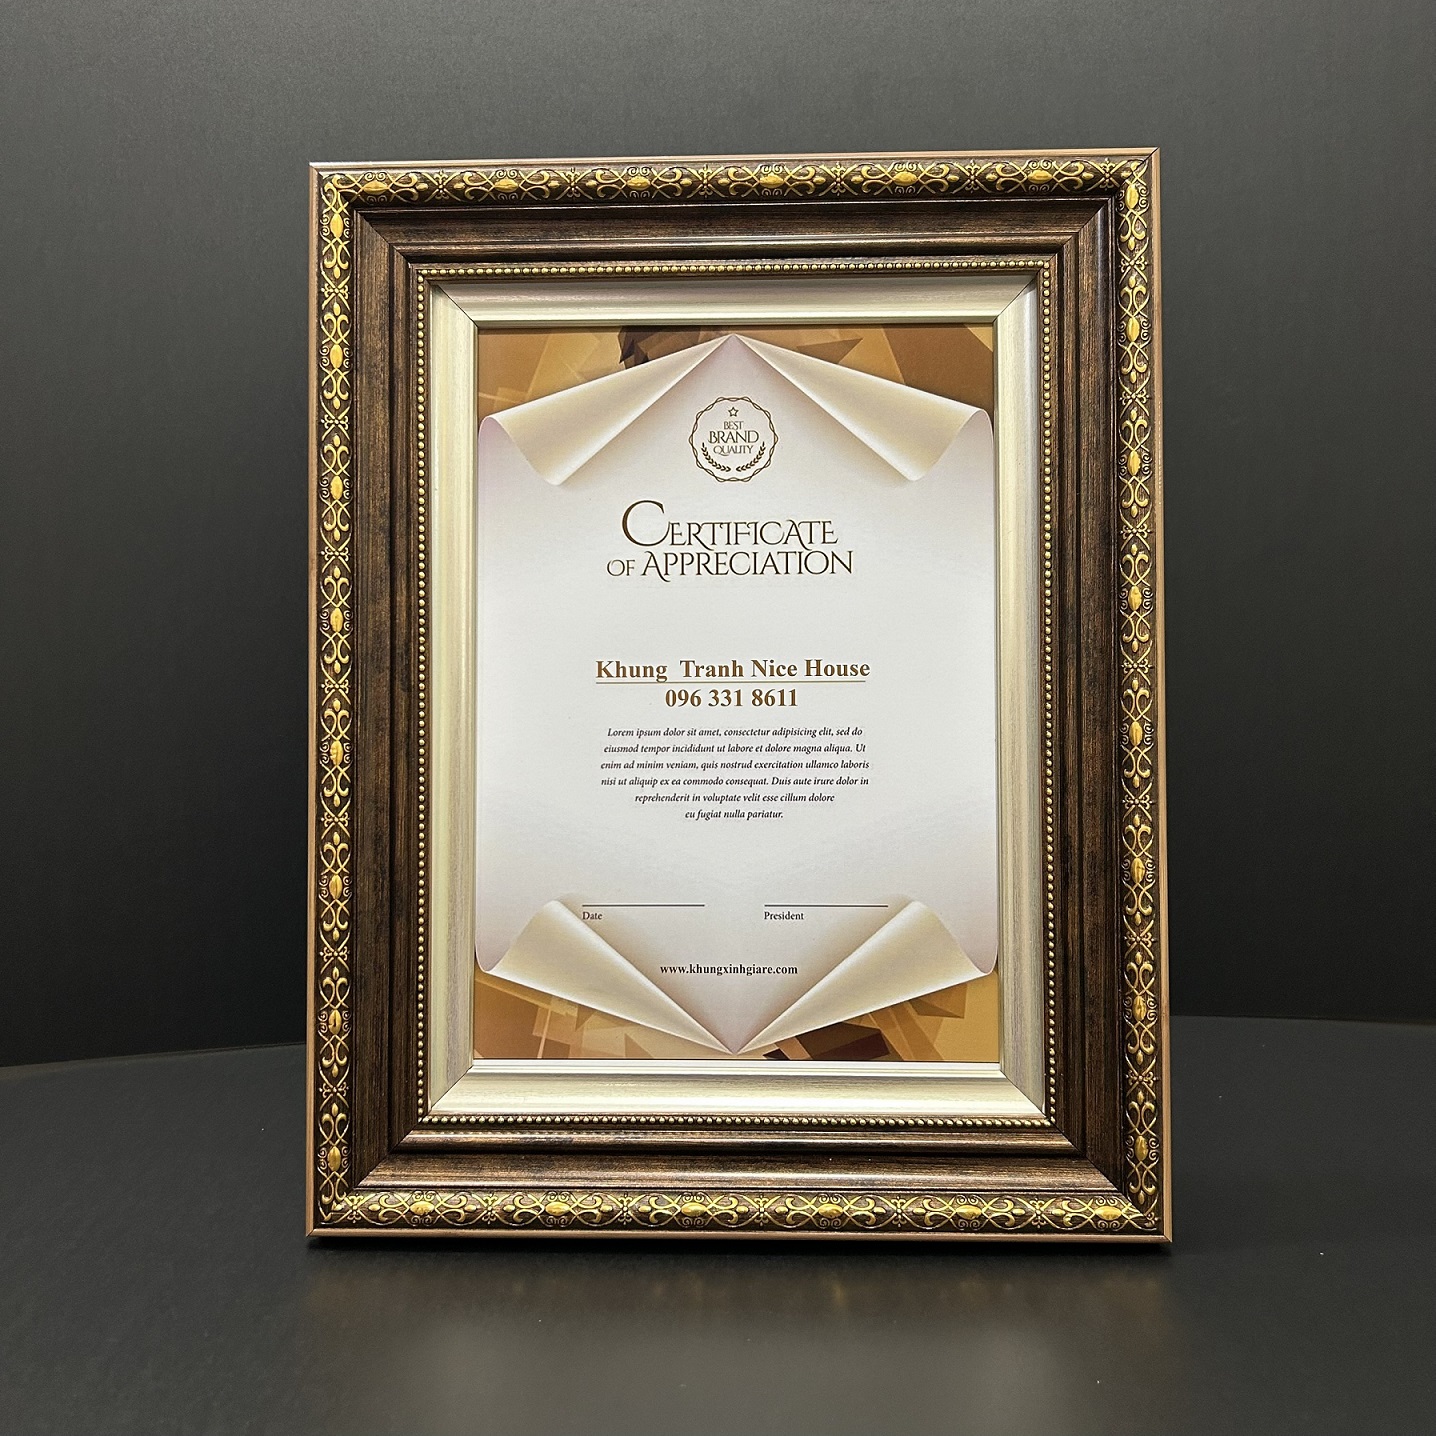 BEST
BRAND
QUALITY
CERTIFICATE
OF APPRECIATION
Khung Tranh Nice House
096 331 8611
Lorem ipsum dolor sit amet, consectetur adipisicing elit, sed do
eiusmod tempor incididunt ut labore et dolore magna aliqua. Ut
enim ad minim veniam, quis nostrud exercitation ullamco laboris
nisi ut aliquip ex ea commodo consequat. Duis aute irure dolor in
reprehenderit in voluptate velit esse cillum dolore
eu fugiat nulla pariatur.
Date President
www.khungxinhgiare.com